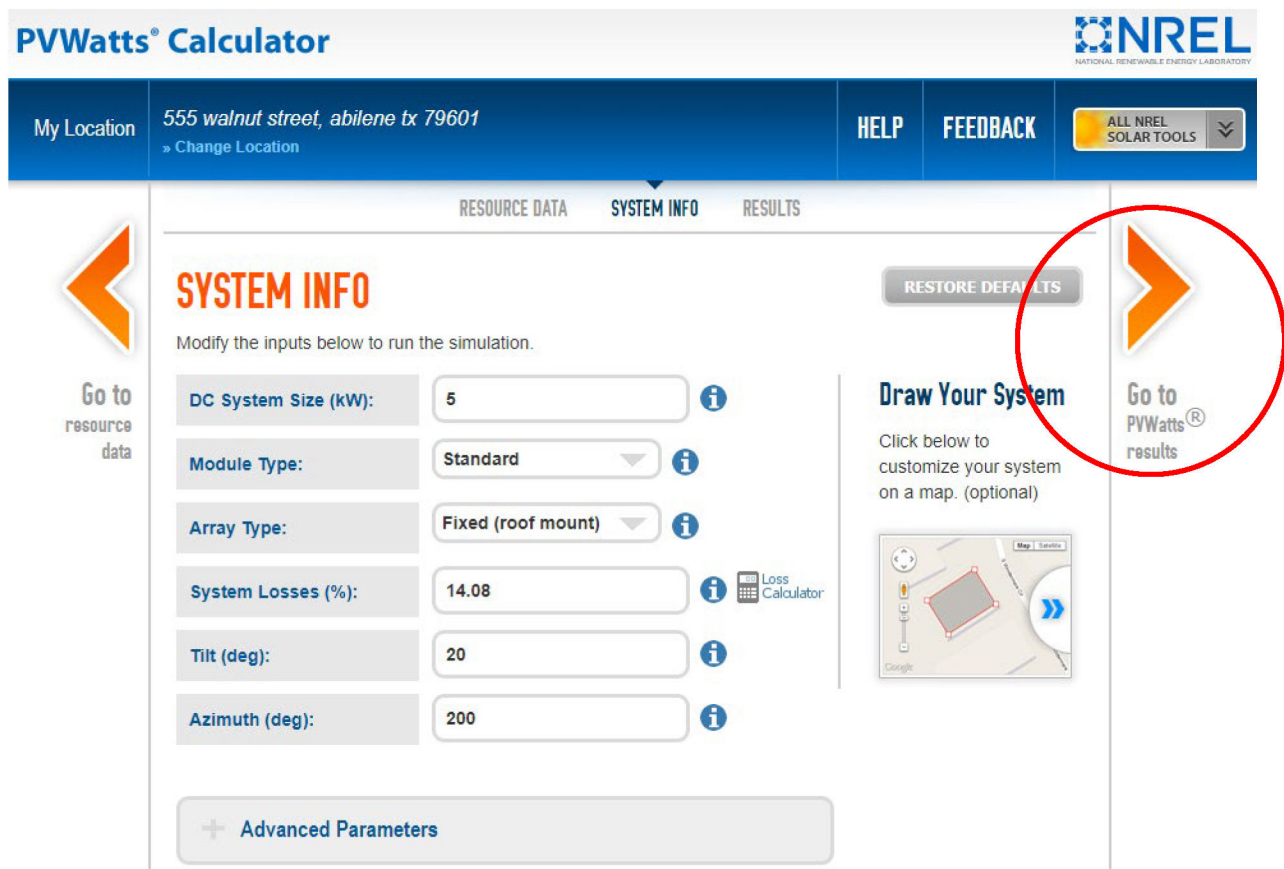 PVWatts® Calculator
NREL
NATIONAL RENEWABLE ENERGY LABORATORY
My Location
555 walnut street, abilene tx 79601
» Change Location
HELP
FEEDBACK
ALL NREL
SOLAR TOOLS
RESOURCE DATA SYSTEM INFO RESULTS
Go to
resource
data
SYSTEM INFO
RESTORE DEFAULTS
Modify the inputs below to run the simulation.
DC System Size (kW): 5
Module Type: Standard
Array Type: Fixed (roof mount)
System Losses (%): 14.08
Loss
Calculator
Tilt (deg): 20
Azimuth (deg): 200
Advanced Parameters
Draw Your System
Click below to
customize your system
on a map. (optional)
Map Satellite
Google
Go to
PVWatts®
results